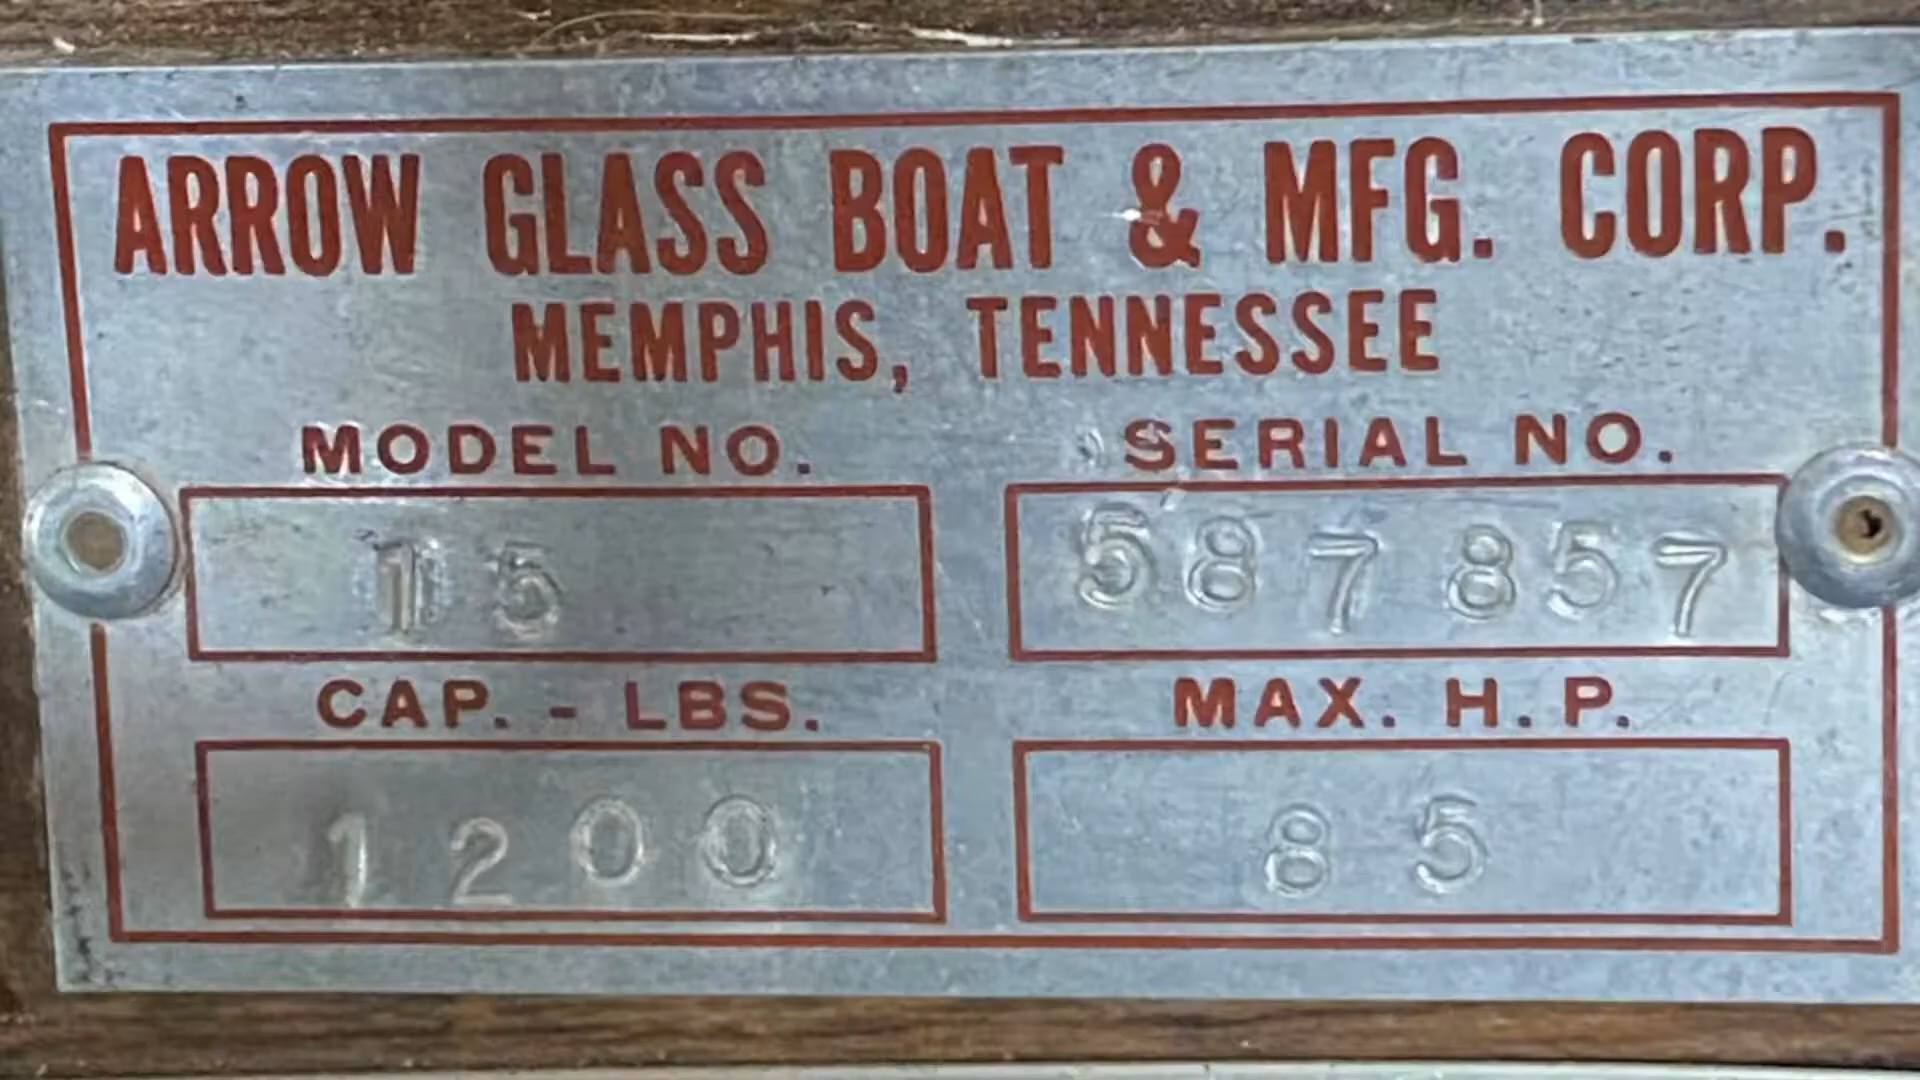 ARROW GLASS BOAT & MFG. CORP.
MEMPHIS, TENNESSEE
MODEL NO. SERIAL NO.
15 587857
CAP. - LBS. MAX. H.P.
1200 85